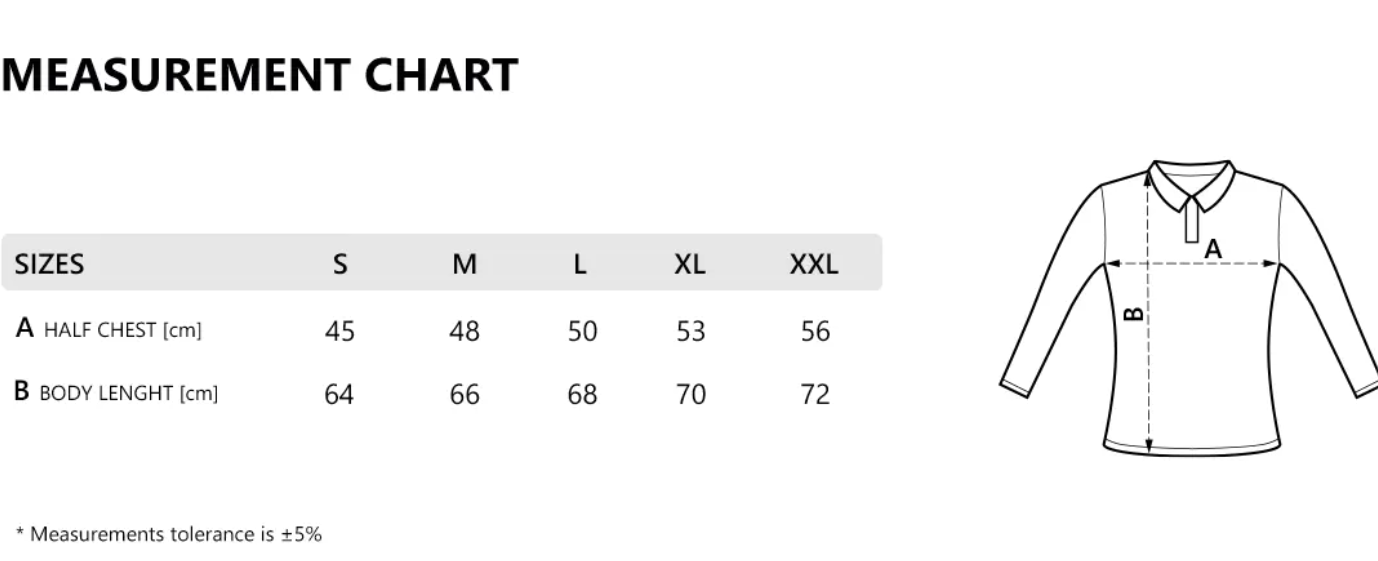 MEASUREMENT CHART
SIZES S M L XL XXL
A HALF CHEST [cm] 45 48 50 53 56
B BODY LENGHT [cm] 64 66 68 70 72
* Measurements tolerance is ±5%
A
B